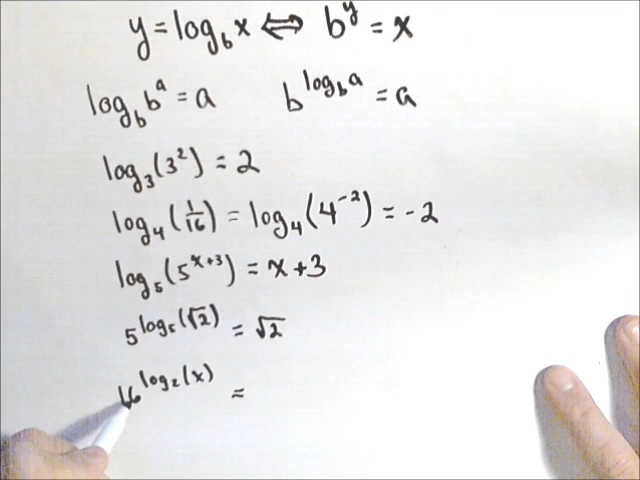 y = log_b x ⇔ b^y = x
log_b b^a = a b^{log_b a} = a
log_3 (3^2) = 2
log_4 (1/16) = log_4 (4^{-2}) = -2
log_5 (5^{x+3}) = x+3
5^{log_5 (√2)} = √2
16^{log_2 (x)} =